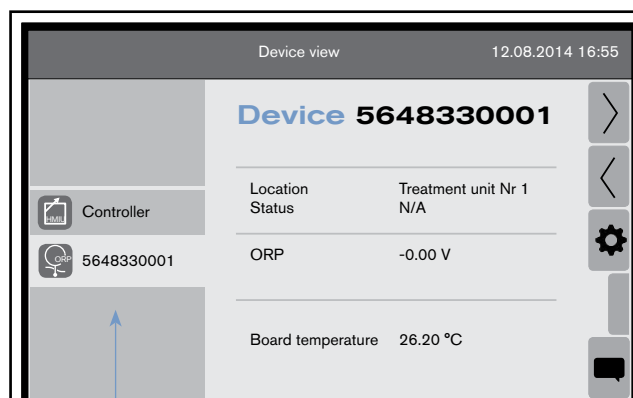 Device view 12.08.2014 16:55
Device 5648330001
Location Treatment unit Nr 1
Status N/A
HMIU Controller
ORP 5648330001
ORP -0.00 V
Board temperature 26.20 °C